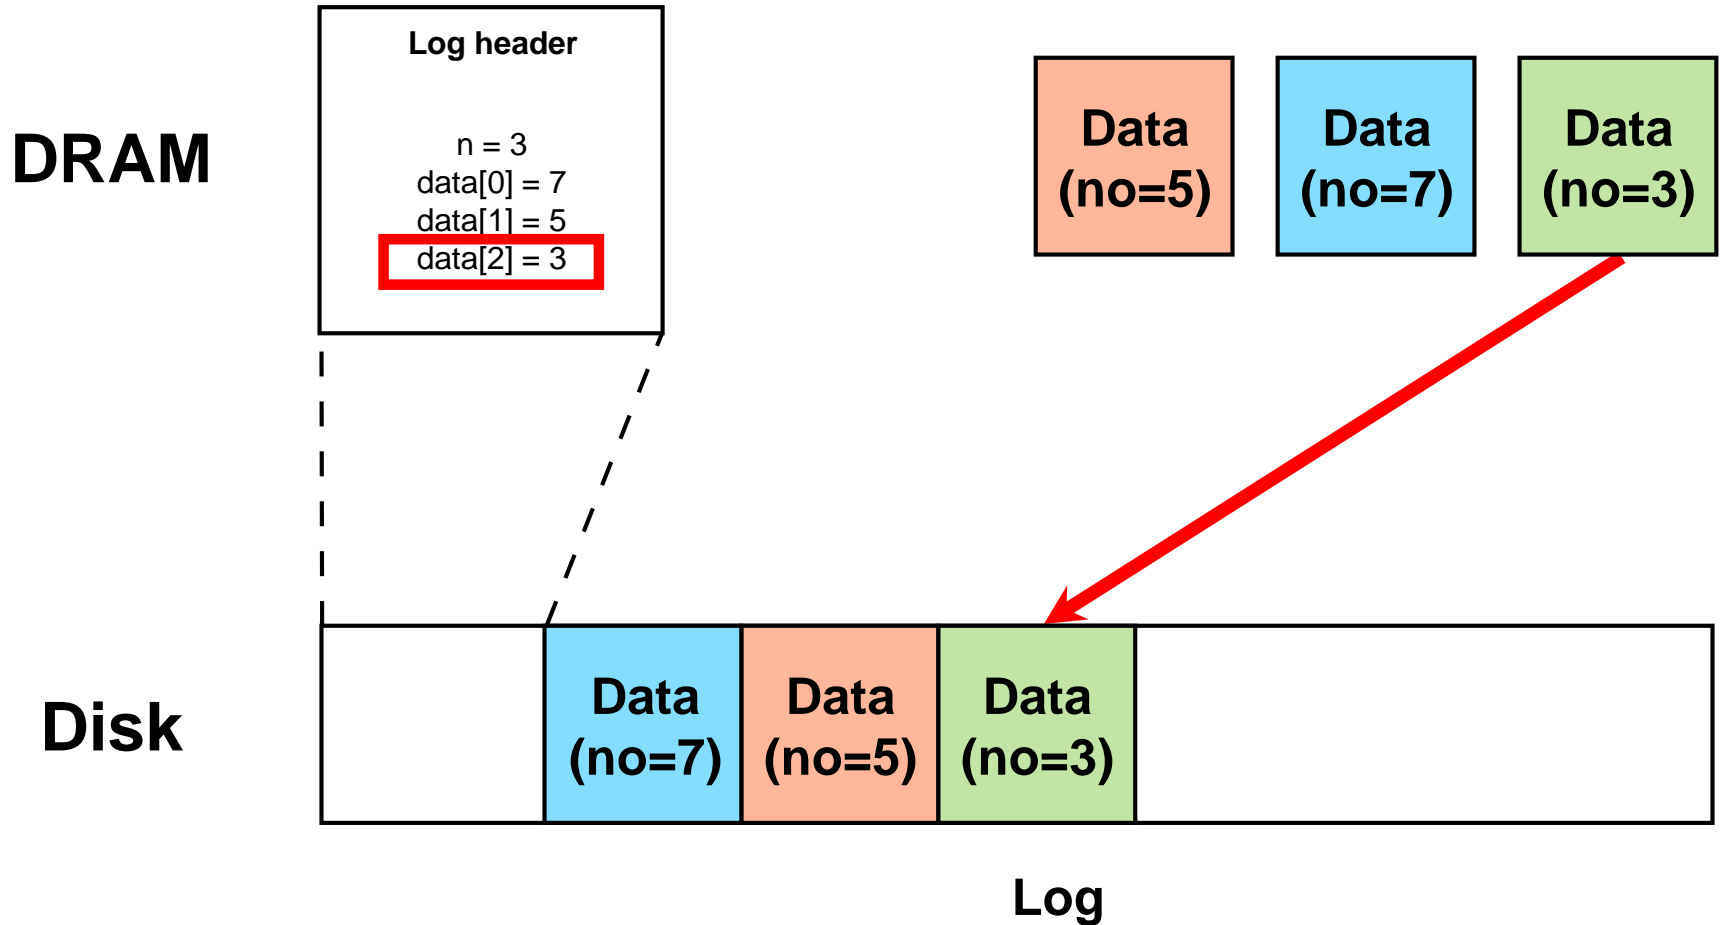 Log header
n = 3
data[0] = 7
data[1] = 5
data[2] = 3
DRAM
Data
(no=5)
Data
(no=7)
Data
(no=3)
Disk
Data
(no=7)
Data
(no=5)
Data
(no=3)
Log